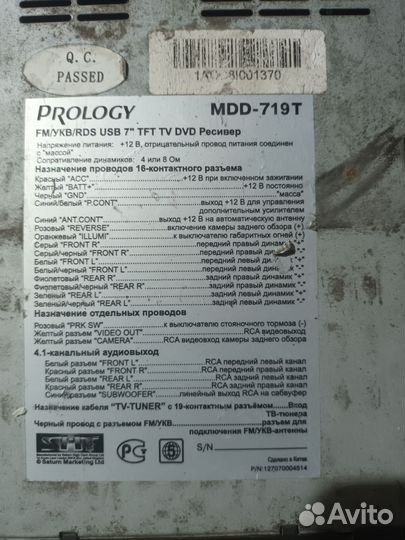 Q.C.
PASSED
PROLOGY
MDD-719T
FM/УКВ/RDS USB 7" TFT TV DVD Ресивер
Напряжение питания: +12 В, отрицательный провод питания соединен
с "массой"
Сопративление динамиков: 4 или 8 Ом
Назначение проводов 16-контактного разъема
Красный "ACC" +12 В при включенном зажигании
Желтый "BATT+" +12 В постоянно
Черный "GND" "масса"
Синий/Белый "P.CONT" выход +12 В для управления
дополнительным усилителем
Синий "ANT.CONT" выход +12 В на автоматическую антенну
Розовый "REVERSE" включение камеры заднего обзора (+)
Оранжевый "ILLUMI" к выключателю габаритных огней (+)
Серый "FRONT R" передний правый динамик
Серый/черный "FRONT R" передний правый
Белый "FRONT L" передний левый
Белый/черный "FRONT L" передний левый динамик "-"
Фиолетовый "REAR R" задний правый динамик "+"
Фиолетовый/черный "REAR R" задний правый динамик "-"
Зеленый "REAR L" задний левый динамик "+"
Зеленый/черный "REAR L" задний левый динамик "-"
Назначение отдельных проводов
Розовый "PRK SW" к выключателю стояночного тормоза (-)
Желтый разъем "VIDEO OUT" RCA видеовыход
Желтый разъем "CAMERA" RCA видеовход камеры заднего обзора
4.1-канальный аудиовыход
Белый разъем "FRONT L" RCA передний левый канал
Красный разъем "FRONT R" RCA передний правый канал
Белый разъем "REAR L" RCA задний левый канал
Красный разъем "REAR R" RCA задний правый канал
Синий разъем "SUBWOOFER" линейный выход RCA на сабвуфер
Назначение кабеля "TV-TUNER" с 19-контактным разъёмом Вход
ТВ-тюнера
Черный провод с разъемом FM/УКВ разъем для
подключения FM/УКВ-антенны
S/N
© Saturn Marketing Ltd
Сделано в Китае
P/N:127070004514
Avito